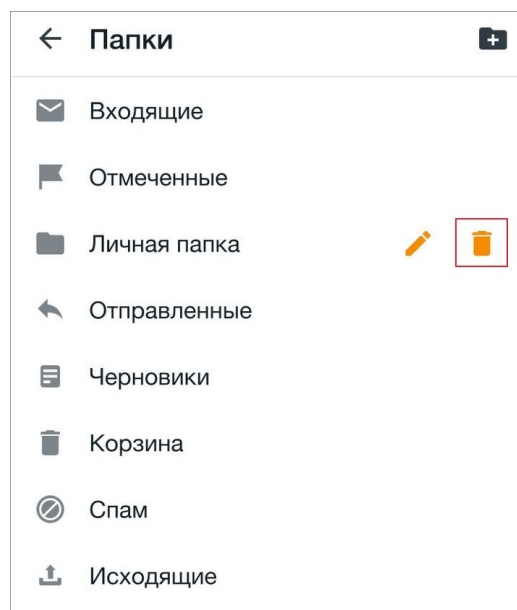 Папки
Входящие
Отмеченные
Личная папка
Отправленные
Черновики
Корзина
Спам
Исходящие